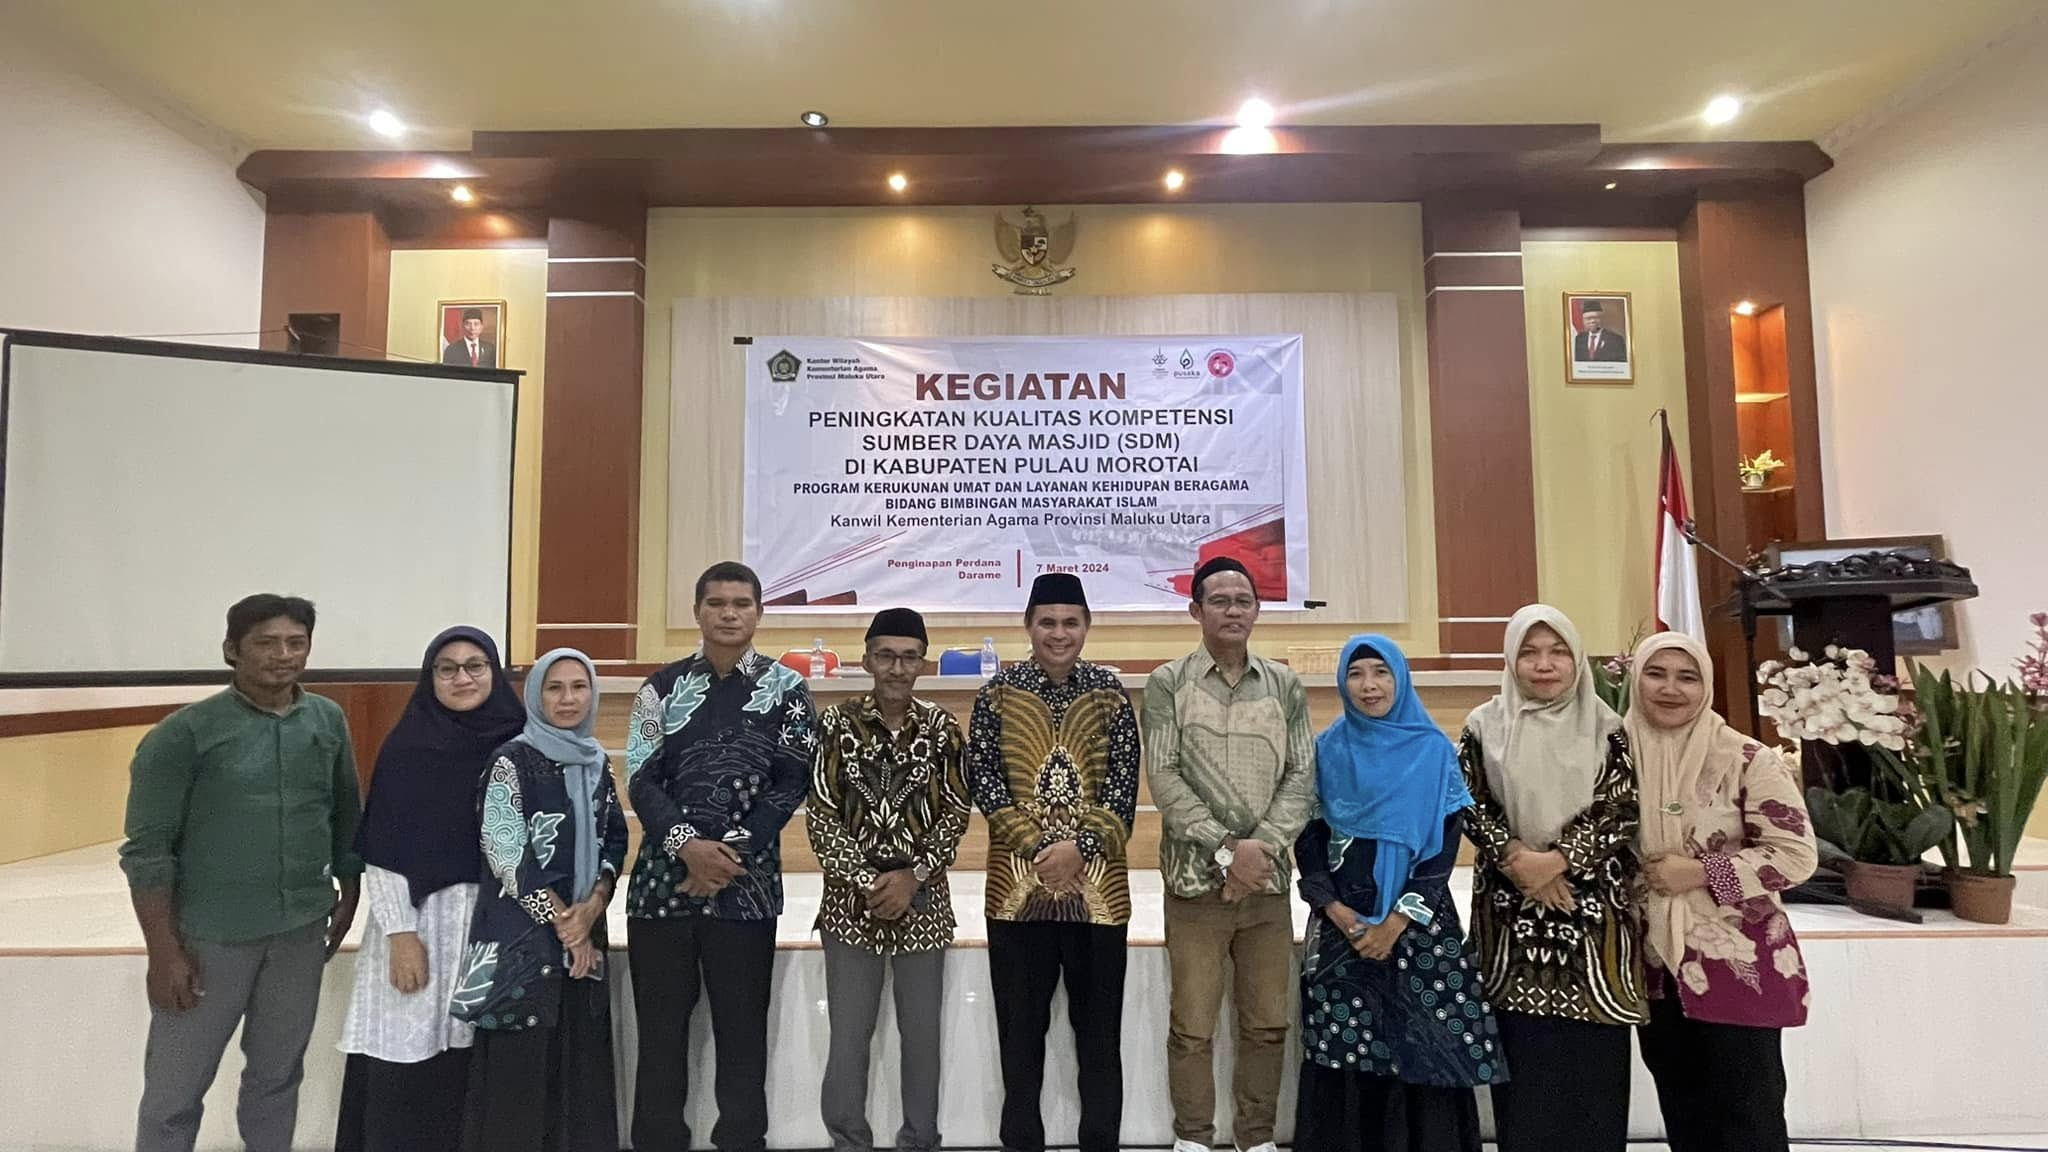 Kantor Wilayah
Kementerian Agama
Provinsi Maluku Utara
pusaka
KEGIATAN
PENINGKATAN KUALITAS KOMPETENSI
SUMBER DAYA MASJID (SDM)
DI KABUPATEN PULAU MOROTAI
PROGRAM KERUKUNAN UMAT DAN LAYANAN KEHIDUPAN BERAGAMA
BIDANG BIMBINGAN MASYARAKAT ISLAM
Kanwil Kementerian Agama Provinsi Maluku Utara
Penginapan Perdana
Darame
7 Maret 2024